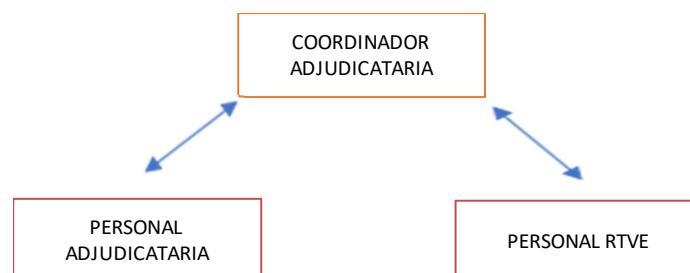 COORDINADOR
ADJUDICATARIA
PERSONAL
ADJUDICATARIA
PERSONAL RTVE